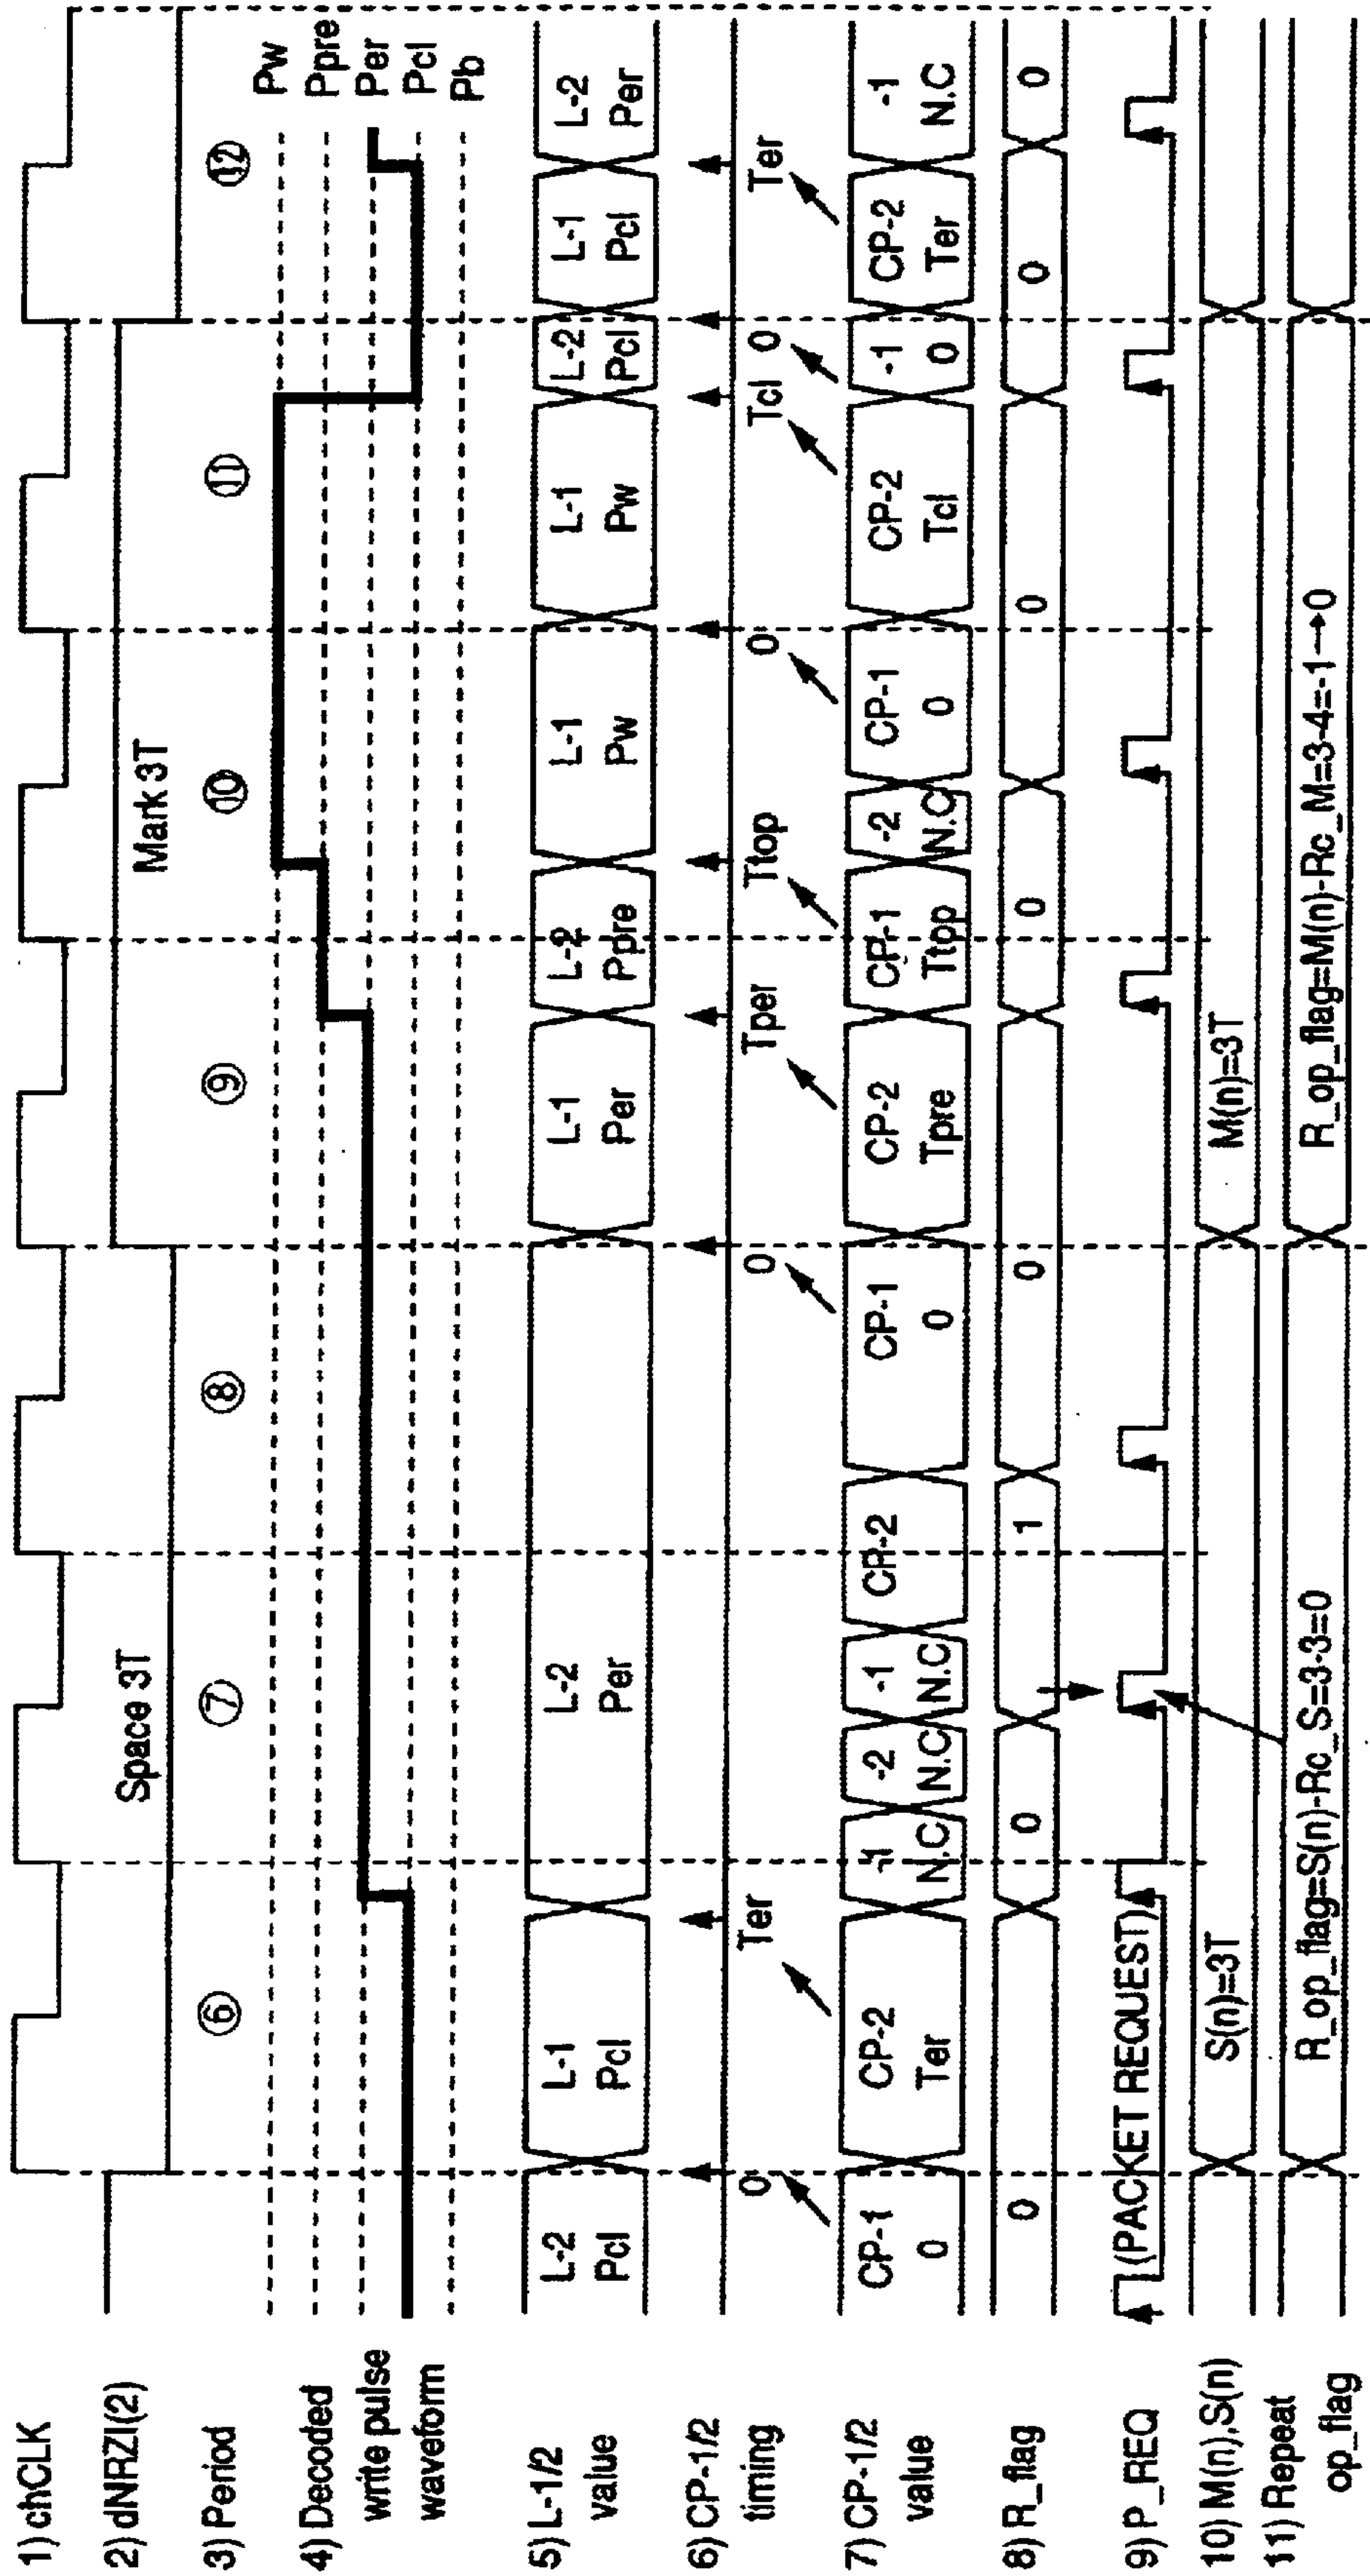 1) chCLK
2) dNRZI(2)
Space 3T
Mark 3T
3) Period
⑥
⑦
⑧
⑨
⑩
⑪
⑫
4) Decoded
write pulse
waveform
Pw
Ppre
Per
Pcl
Pb
5) L-1/2
value
L-2
Pcl
L-1
Pcl
L-2
Per
L-1
Per
L-2
Ppre
L-1
Pw
L-1
Pw
L-2
Pcl
L-1
Pcl
L-2
Per
6) CP-1/2
timing
0
Ter
0
Tper
Ttop
0
Tcl
0
Ter
7) CP-1/2
value
CP-1
0
CP-2
Ter
-1
N.C
-2
N.C
-1
N.C
CR-2
CP-1
0
CP-2
Tpre
CP-1
Ttop
-2
N.C
CP-1
0
CP-2
Tcl
-1
0
CP-2
Ter
-1
N.C
8) R_flag
0
0
1
0
0
0
0
0
9) P_REQ
(PACKET REQUEST)
10) M(n),S(n)
S(n)=3T
M(n)=3T
11) Repeat
op_flag
R_op_flag=S(n)-Rc_S=3-3=0
R_op_flag=M(n)-Rc_M=3-4=-1→0